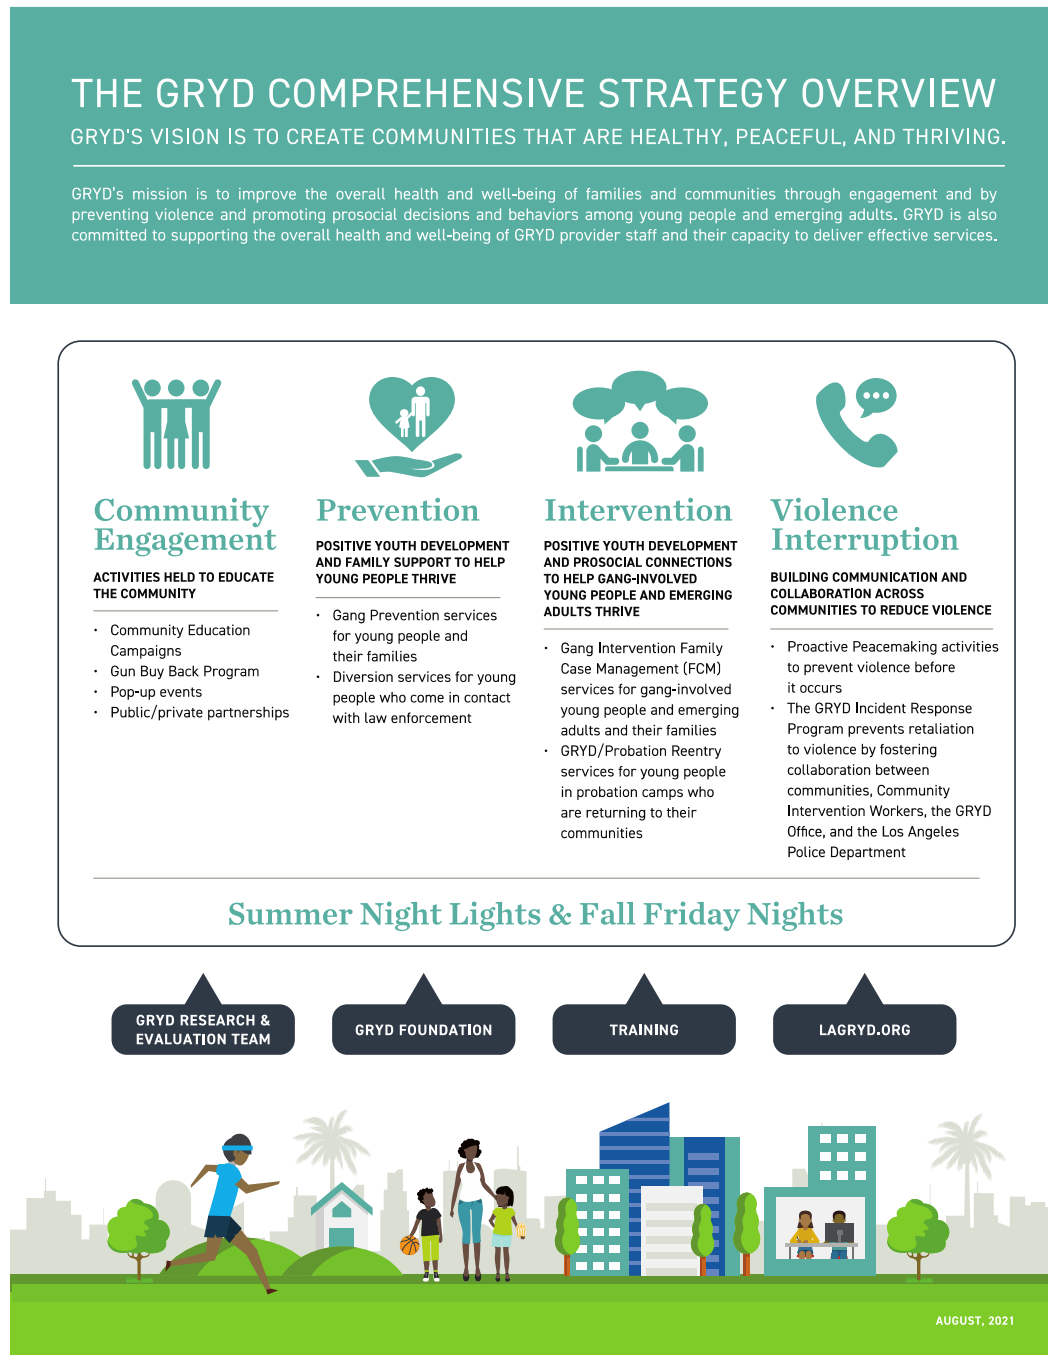 THE GRYD COMPREHENSIVE STRATEGY OVERVIEW
GRYD'S VISION IS TO CREATE COMMUNITIES THAT ARE HEALTHY, PEACEFUL, AND THRIVING.
GRYD's mission is to improve the overall health and well-being of families and communities through engagement and by
preventing violence and promoting prosocial decisions and behaviors among young people and emerging adults. GRYD is also
committed to supporting the overall health and well-being of GRYD provider staff and their capacity to deliver effective services.
Community
Engagement
ACTIVITIES HELD TO EDUCATE
THE COMMUNITY
• Community Education
Campaigns
• Gun Buy Back Program
• Pop-up events
• Public/private partnerships
Prevention
POSITIVE YOUTH DEVELOPMENT
AND FAMILY SUPPORT TO HELP
YOUNG PEOPLE THRIVE
• Gang Prevention services
for young people and
their families
• Diversion services for young
people who come in contact
with law enforcement
Intervention
POSITIVE YOUTH DEVELOPMENT
AND PROSOCIAL CONNECTIONS
TO HELP GANG-INVOLVED
YOUNG PEOPLE AND EMERGING
ADULTS THRIVE
• Gang Intervention Family
Case Management (FCM)
services for gang-involved
young people and emerging
adults and their families
• GRYD/Probation Reentry
services for young people
in probation camps who
are returning to their
communities
Violence
Interruption
BUILDING COMMUNICATION AND
COLLABORATION ACROSS
COMMUNITIES TO REDUCE VIOLENCE
• Proactive Peacemaking activities
to prevent violence before
it occurs
• The GRYD Incident Response
Program prevents retaliation
to violence by fostering
collaboration between
communities, Community
Intervention Workers, the GRYD
Office, and the Los Angeles
Police Department
Summer Night Lights & Fall Friday Nights
GRYD RESEARCH &
EVALUATION TEAM
GRYD FOUNDATION
TRAINING
LAGRYD.ORG
AUGUST, 2021